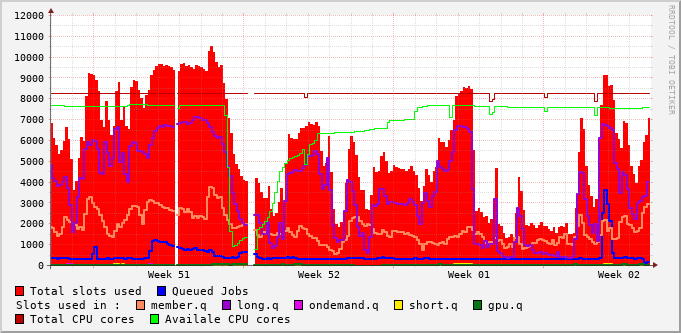 12000
11000
10000
9000
8000
7000
6000
5000
4000
3000
2000
1000
0
Week 51 Week 52 Week 01 Week 02
RRDTOOL / TOBI OETIKER
Total slots used Queued Jobs
Slots used in : member.q long.q ondemand.q short.q gpu.q
Total CPU cores Availale CPU cores